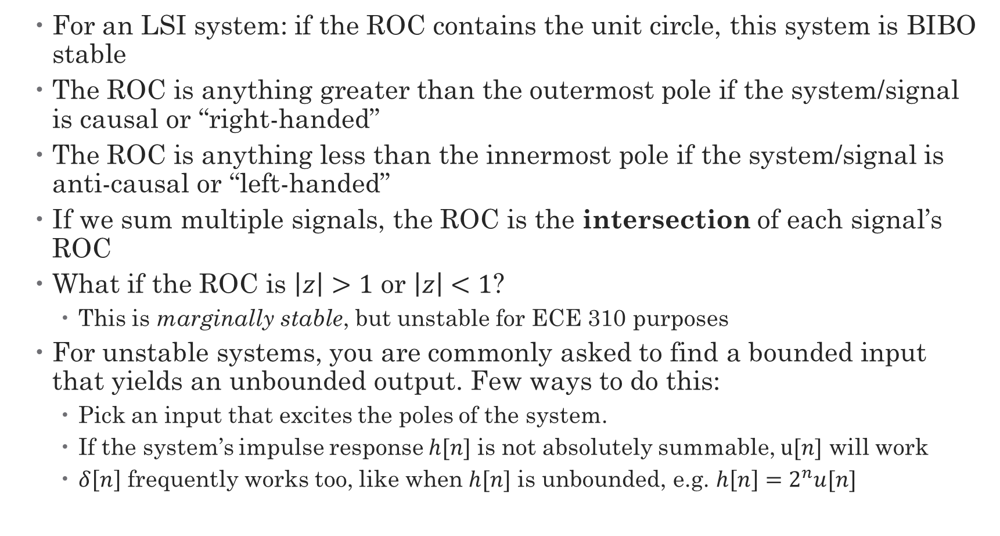 • For an LSI system: if the ROC contains the unit circle, this system is BIBO
stable
• The ROC is anything greater than the outermost pole if the system/signal
is causal or “right-handed”
• The ROC is anything less than the innermost pole if the system/signal is
anti-causal or “left-handed”
• If we sum multiple signals, the ROC is the intersection of each signal’s
ROC
• What if the ROC is |z| > 1 or |z| < 1?
• This is marginally stable, but unstable for ECE 310 purposes
• For unstable systems, you are commonly asked to find a bounded input
that yields an unbounded output. Few ways to do this:
• Pick an input that excites the poles of the system.
• If the system’s impulse response h[n] is not absolutely summable, u[n] will work
• δ[n] frequently works too, like when h[n] is unbounded, e.g. h[n] = 2ⁿu[n]